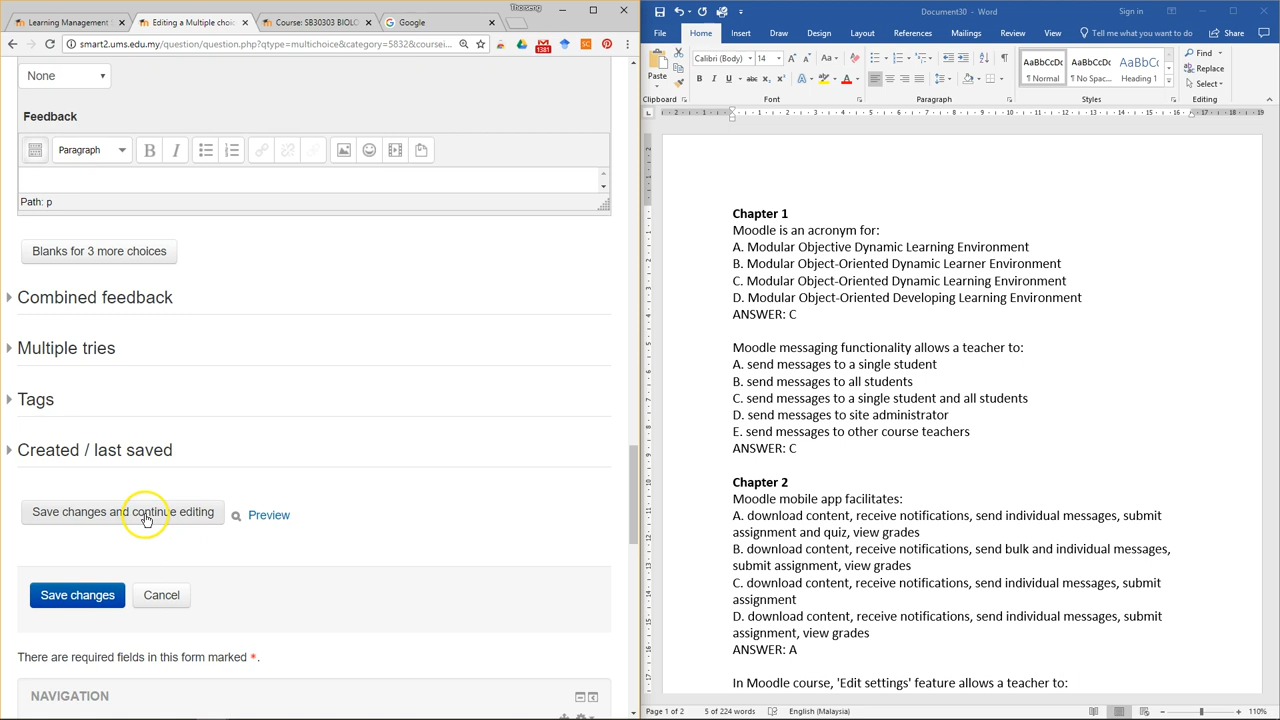 Thorseng
Learning Management
Editing a Multiple choic
Course: SB30303 BIOLO
Google
smart2.ums.edu.my/question/question.php?qtype=multichoice&category=5832&coursei...
1381
SC
None
Feedback
Paragraph
B I
Path: p
Blanks for 3 more choices
Combined feedback
Multiple tries
Tags
Created / last saved
Save changes and continue editing
Preview
Save changes
Cancel
There are required fields in this form marked *.
NAVIGATION
Document30 - Word
Sign in
File Home Insert Draw Design Layout References Mailings Review View Tell me what you want to do Share
Paste
Calibri (Body) 14
Aa
B I U abc x₂ x²
AaBbCcDc AaBbCcDc AaBbCc
¶ Normal ¶ No Spac... Heading 1
Find
Replace
Select
Clipboard Font Paragraph Styles Editing
Chapter 1
Moodle is an acronym for:
A. Modular Objective Dynamic Learning Environment
B. Modular Object-Oriented Dynamic Learner Environment
C. Modular Object-Oriented Dynamic Learning Environment
D. Modular Object-Oriented Developing Learning Environment
ANSWER: C
Moodle messaging functionality allows a teacher to:
A. send messages to a single student
B. send messages to all students
C. send messages to a single student and all students
D. send messages to site administrator
E. send messages to other course teachers
ANSWER: C
Chapter 2
Moodle mobile app facilitates:
A. download content, receive notifications, send individual messages, submit
assignment and quiz, view grades
B. download content, receive notifications, send bulk and individual messages,
submit assignment, view grades
C. download content, receive notifications, send individual messages, submit
assignment
D. download content, receive notifications, send individual messages, submit
assignment, view grades
ANSWER: A
In Moodle course, 'Edit settings' feature allows a teacher to:
Page 1 of 2 5 of 224 words English (Malaysia) 110%